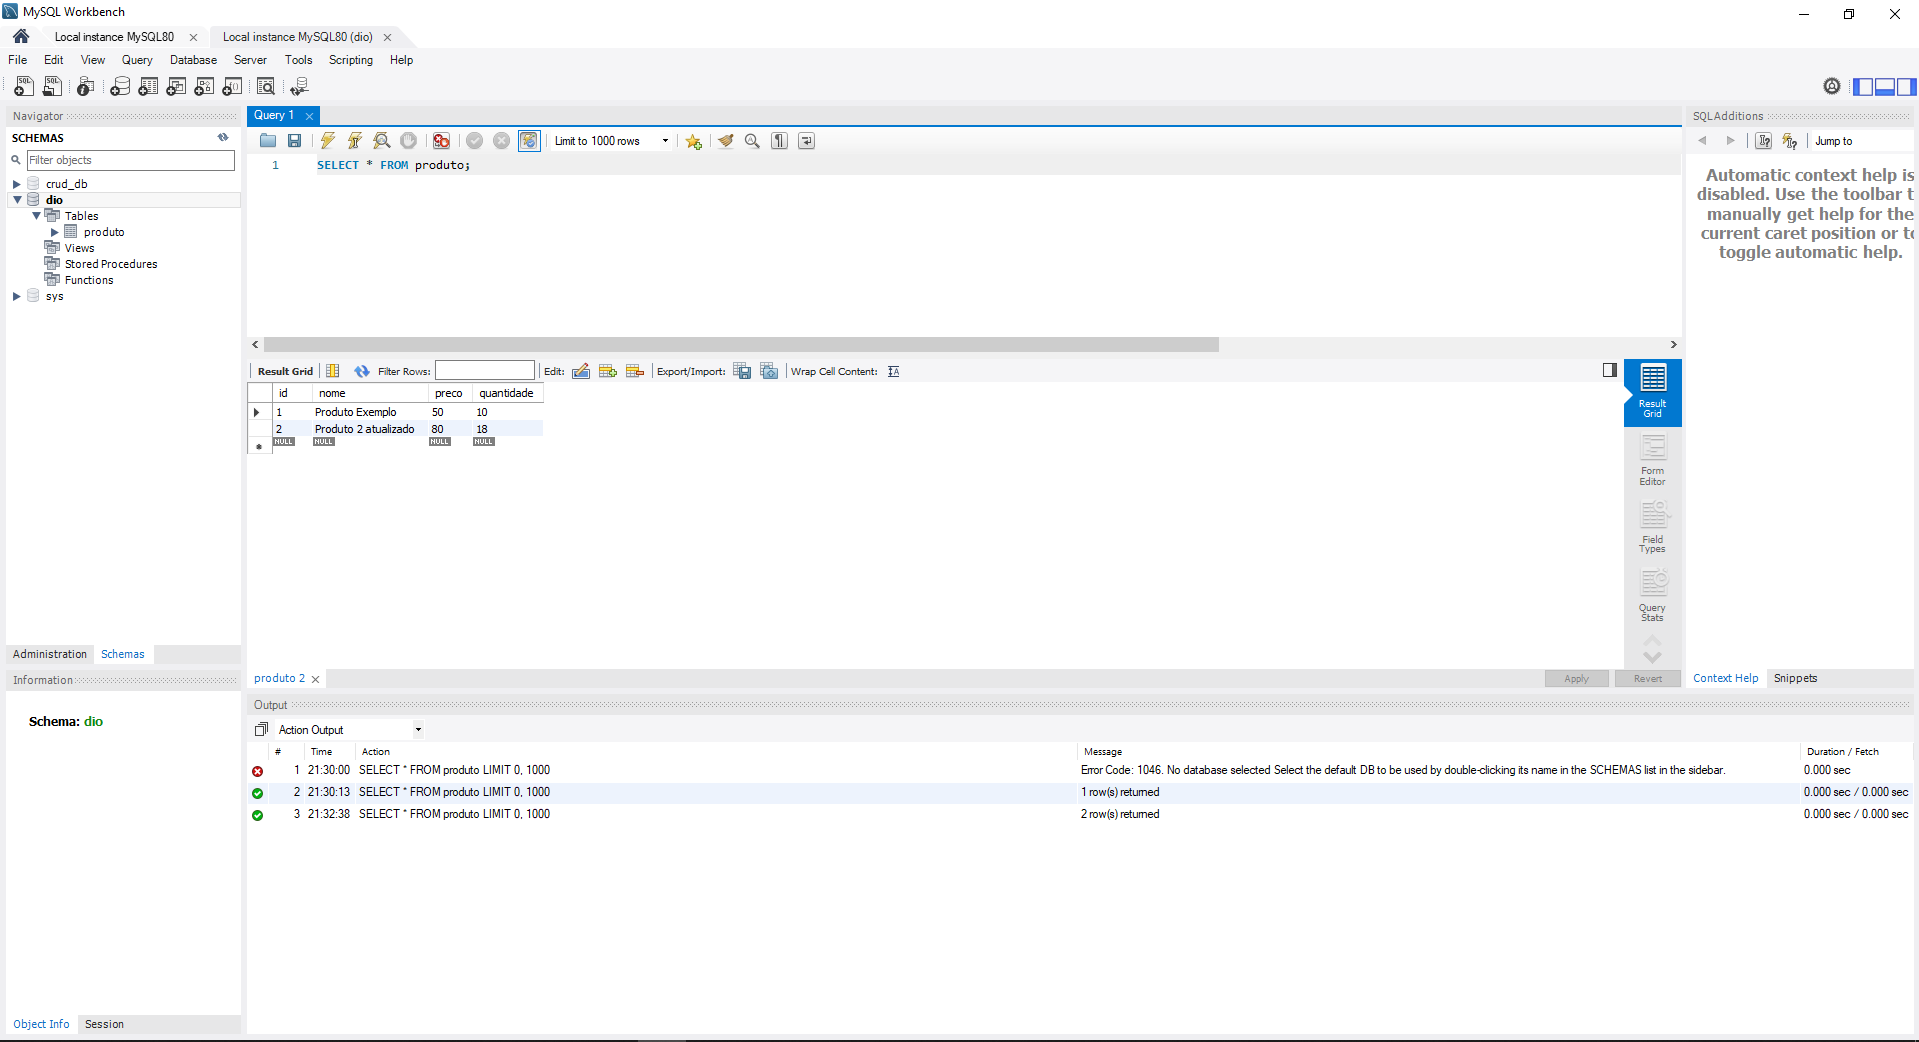 MySQL Workbench
Local instance MySQL80
Local instance MySQL80 (dio)
File Edit View Query Database Server Tools Scripting Help
Navigator
SCHEMAS
Filter objects
crud_db
dio
Tables
produto
Views
Stored Procedures
Functions
sys
Administration Schemas
Information
Schema: dio
Object Info Session
Query 1
Limit to 1000 rows
1 SELECT * FROM produto;
Result Grid Filter Rows: Edit: Export/Import: Wrap Cell Content:
id nome preco quantidade
1 Produto Exemplo 50 10
2 Produto 2 atualizado 80 18
NULL NULL NULL NULL
Result
Grid
Form
Editor
Field
Types
Query
Stats
produto 2
Apply Revert
Output
Action Output
# Time Action Message Duration / Fetch
1 21:30:00 SELECT * FROM produto LIMIT 0, 1000 Error Code: 1046. No database selected Select the default DB to be used by double-clicking its name in the SCHEMAS list in the sidebar. 0.000 sec
2 21:30:13 SELECT * FROM produto LIMIT 0, 1000 1 row(s) returned 0.000 sec / 0.000 sec
3 21:32:38 SELECT * FROM produto LIMIT 0, 1000 2 row(s) returned 0.000 sec / 0.000 sec
SQLAdditions
Jump to
Automatic context help is
disabled. Use the toolbar t
manually get help for the
current caret position or to
toggle automatic help.
Context Help Snippets